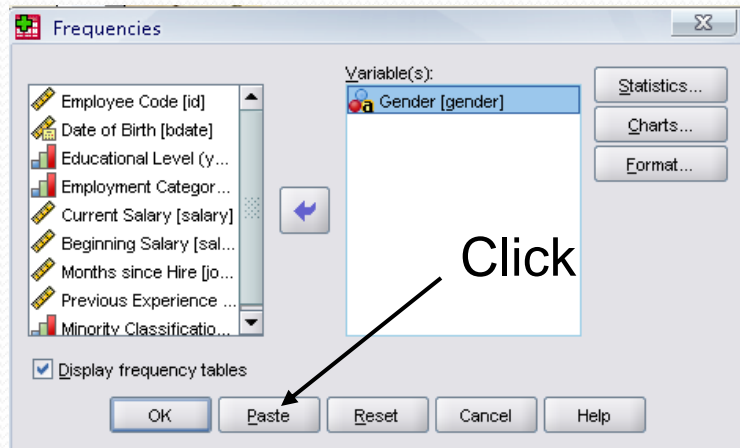 Frequencies
Variable(s):
Employee Code [id]
Date of Birth [bdate]
Educational Level (y...
Employment Categor...
Current Salary [salary]
Beginning Salary [sal...
Months since Hire [jo...
Previous Experience ...
Minority Classificatio...
a Gender [gender]
Statistics...
Charts...
Format...
Click
Display frequency tables
OK
Paste
Reset
Cancel
Help